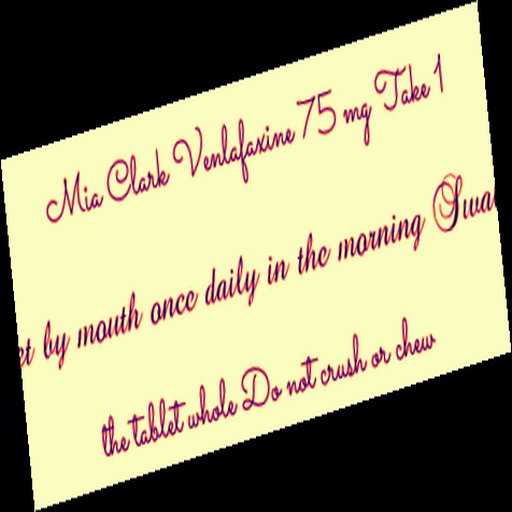 Mia Clark Venlafaxine 75 mg Take 1
by mouth once daily in the morning
the tablet whole Do not crush or chew